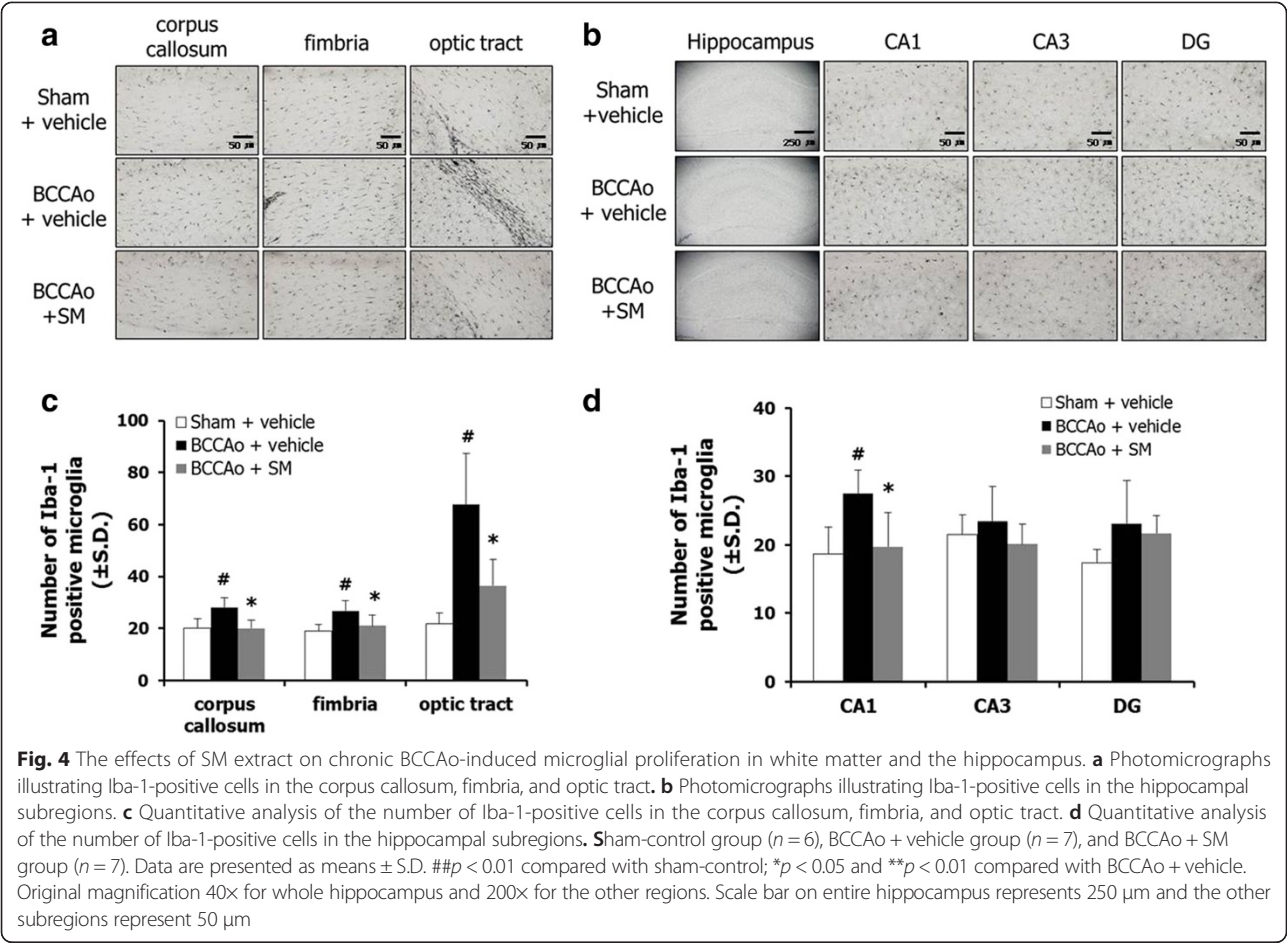 a
corpus
callosum
fimbria
optic tract
Sham
+ vehicle
50 µm
50 µm
50 µm
BCCAo
+ vehicle
BCCAo
+SM
b
Hippocampus
CA1
CA3
DG
Sham
+vehicle
250 µm
50 µm
50 µm
50 µm
BCCAo
+ vehicle
BCCAo
+SM
c
Number of Iba-1
positive microglia
(±S.D.)
100
80
60
40
20
0
Sham + vehicle
BCCAo + vehicle
BCCAo + SM
#
*
#
*
#
*
corpus
callosum
fimbria
optic tract
d
Number of Iba-1
positive microglia
(±S.D.)
40
30
20
10
0
Sham + vehicle
BCCAo + vehicle
BCCAo + SM
#
*
CA1
CA3
DG
Fig. 4 The effects of SM extract on chronic BCCAo-induced microglial proliferation in white matter and the hippocampus. a Photomicrographs
illustrating Iba-1-positive cells in the corpus callosum, fimbria, and optic tract. b Photomicrographs illustrating Iba-1-positive cells in the hippocampal
subregions. c Quantitative analysis of the number of Iba-1-positive cells in the corpus callosum, fimbria, and optic tract. d Quantitative analysis
of the number of Iba-1-positive cells in the hippocampal subregions. Sham-control group (n = 6), BCCAo + vehicle group (n = 7), and BCCAo + SM
group (n = 7). Data are presented as means ± S.D. ##p < 0.01 compared with sham-control; *p < 0.05 and **p < 0.01 compared with BCCAo + vehicle.
Original magnification 40× for whole hippocampus and 200× for the other regions. Scale bar on entire hippocampus represents 250 µm and the other
subregions represent 50 µm